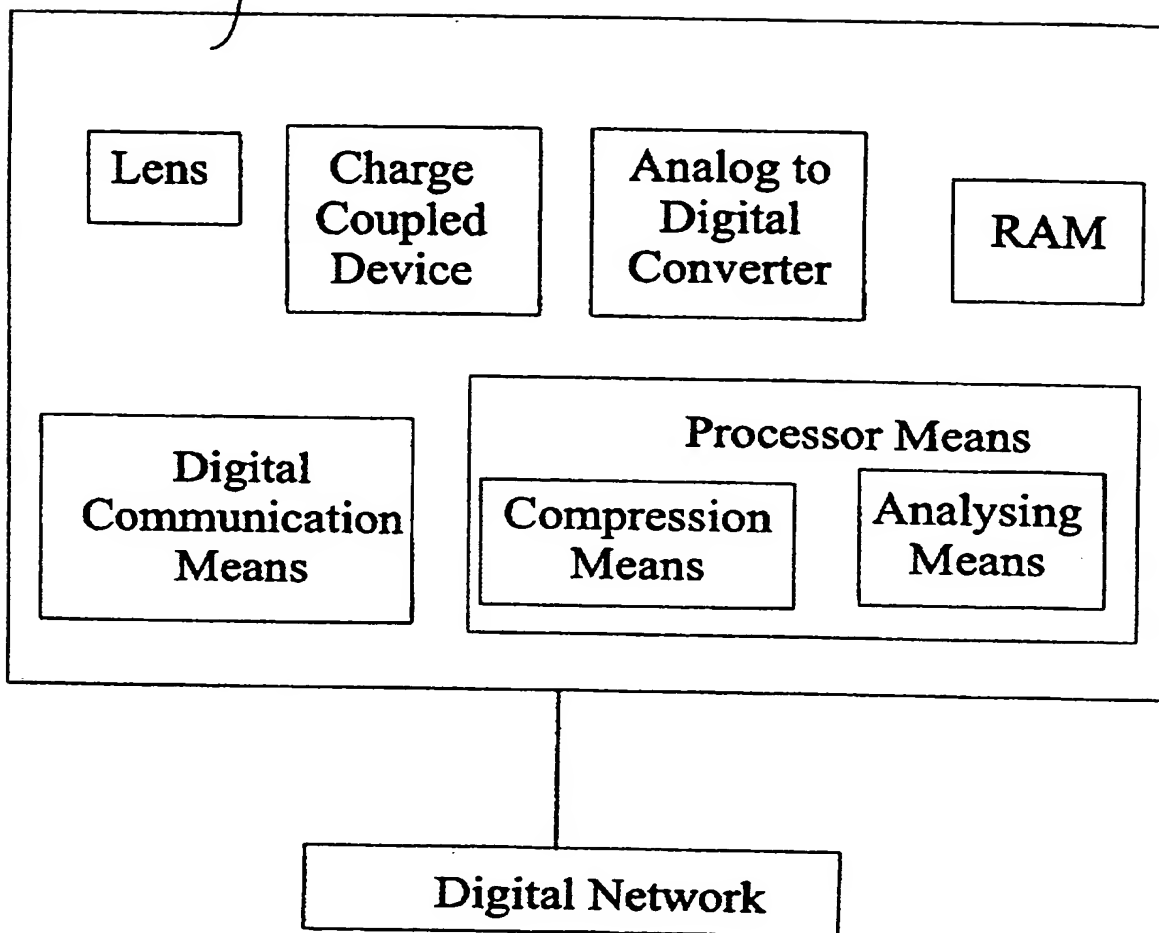 Lens
Charge
Coupled
Device
Analog to
Digital
Converter
RAM
Digital
Communication
Means
Processor Means
Compression
Means
Analysing
Means
Digital Network